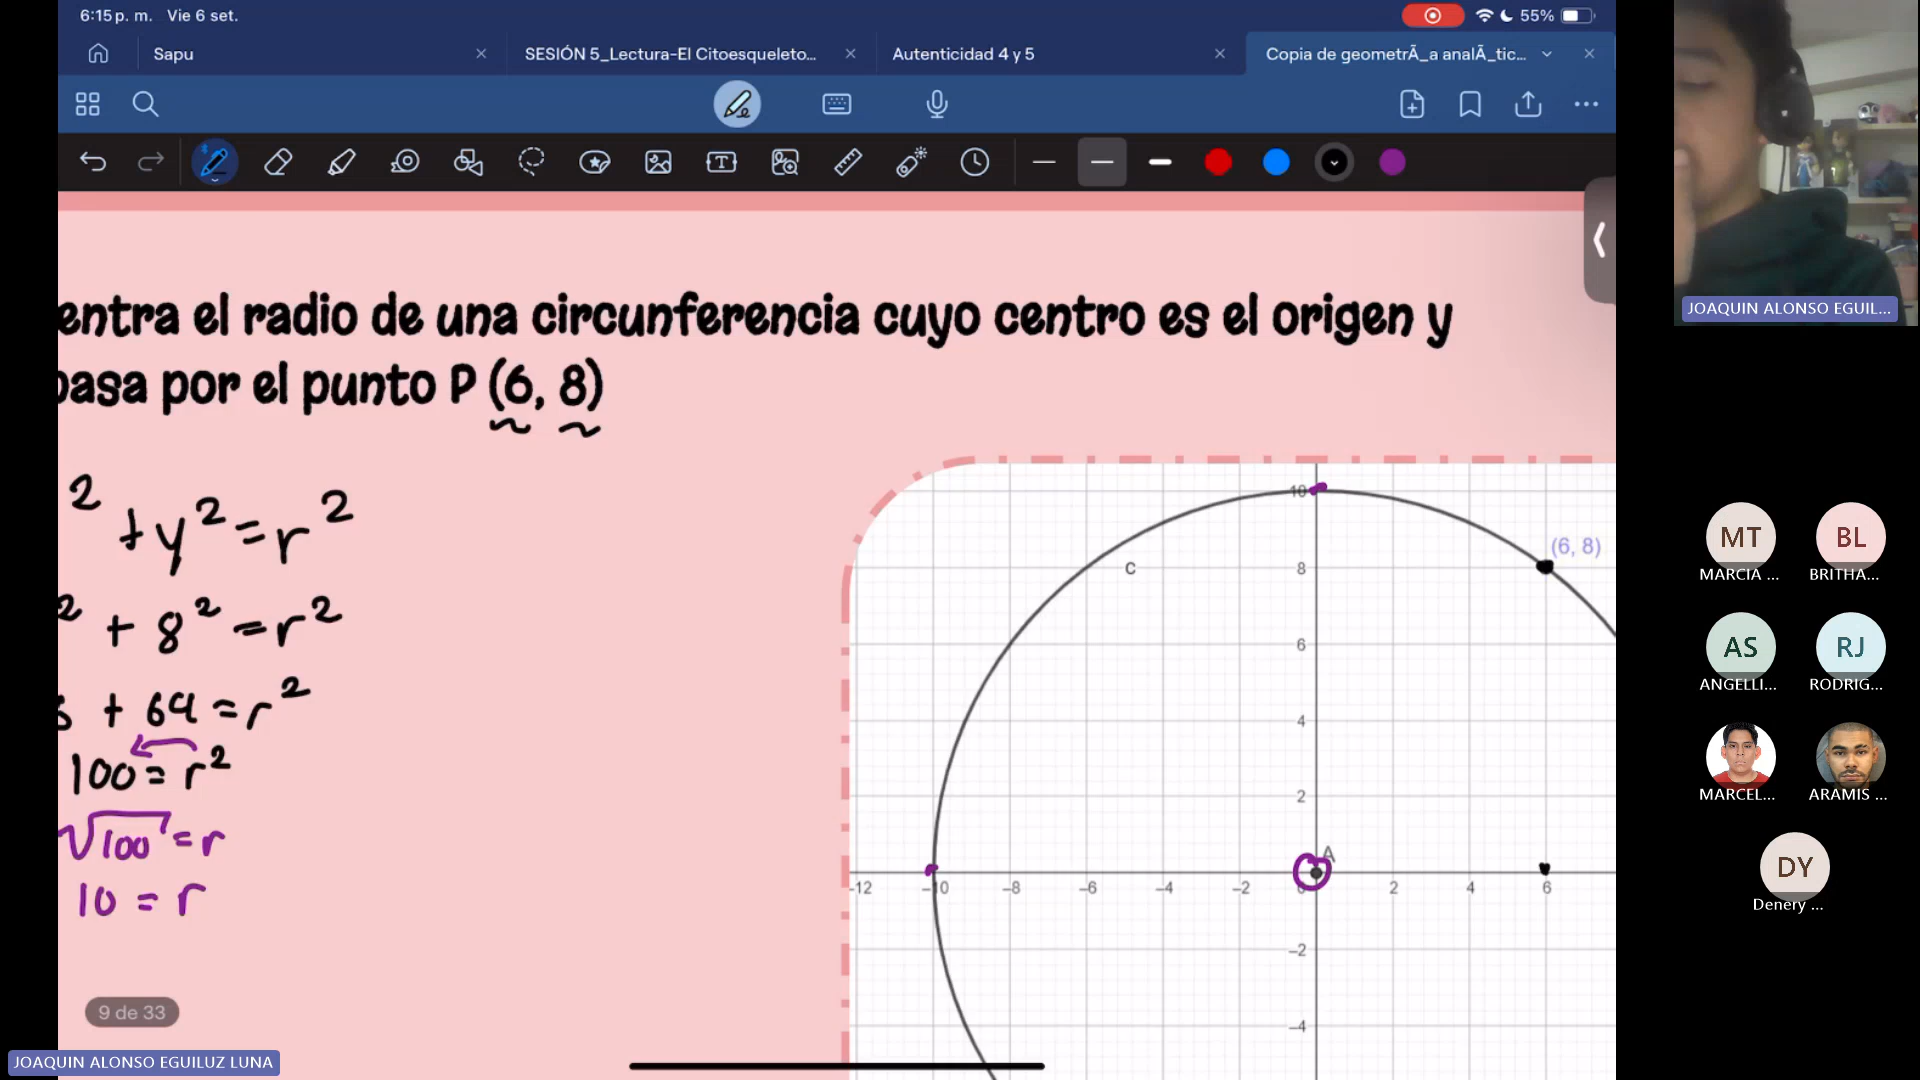 6:15 p. m. Vie 6 set.
55%
Sapu
SESIÓN 5_Lectura-El Citoesqueleto...
Autenticidad 4 y 5
Copia de geometrÃ_a analÃ_tic...
entra el radio de una circunferencia cuyo centro es el origen y
pasa por el punto P (6, 8)
² + y² = r²
² + 8² = r²
6 + 64 = r²
100 = r²
√100 = r
10 = r
(6, 8)
C
A
10
8
6
4
2
-12 -10 -8 -6 -4 -2 0 2 4 6
-2
-4
9 de 33
JOAQUIN ALONSO EGUILUZ LUNA
JOAQUIN ALONSO EGUIL...
MT
MARCIA ...
BL
BRITHA...
AS
ANGELLI...
RJ
RODRIG...
MARCEL...
ARAMIS ...
DY
Denery ...